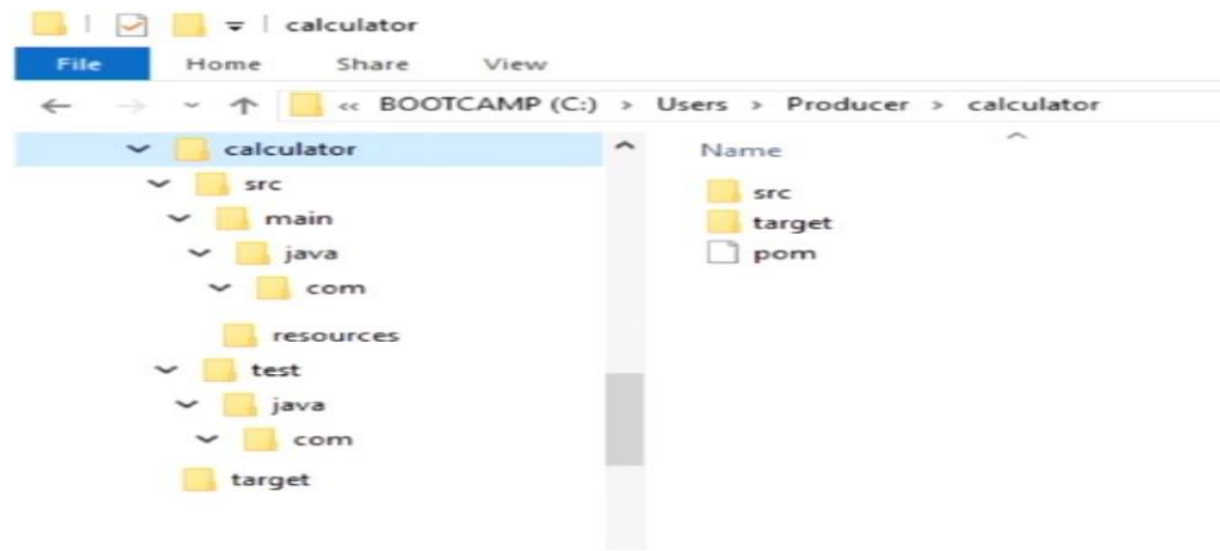 calculator
File Home Share View
« BOOTCAMP (C:) > Users > Producer > calculator
calculator
src
main
java
com
resources
test
java
com
target
Name
src
target
pom